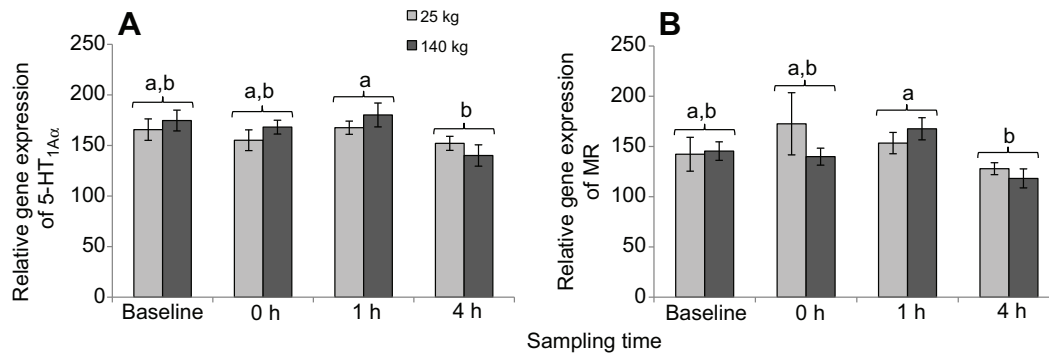 A
25 kg
140 kg
Relative gene expression
of 5-HT1Aα
250
200
150
100
50
0
a,b
a,b
a
b
Baseline
0 h
1 h
4 h
B
Relative gene expression
of MR
250
200
150
100
50
0
a,b
a,b
a
b
Baseline
0 h
1 h
4 h
Sampling time